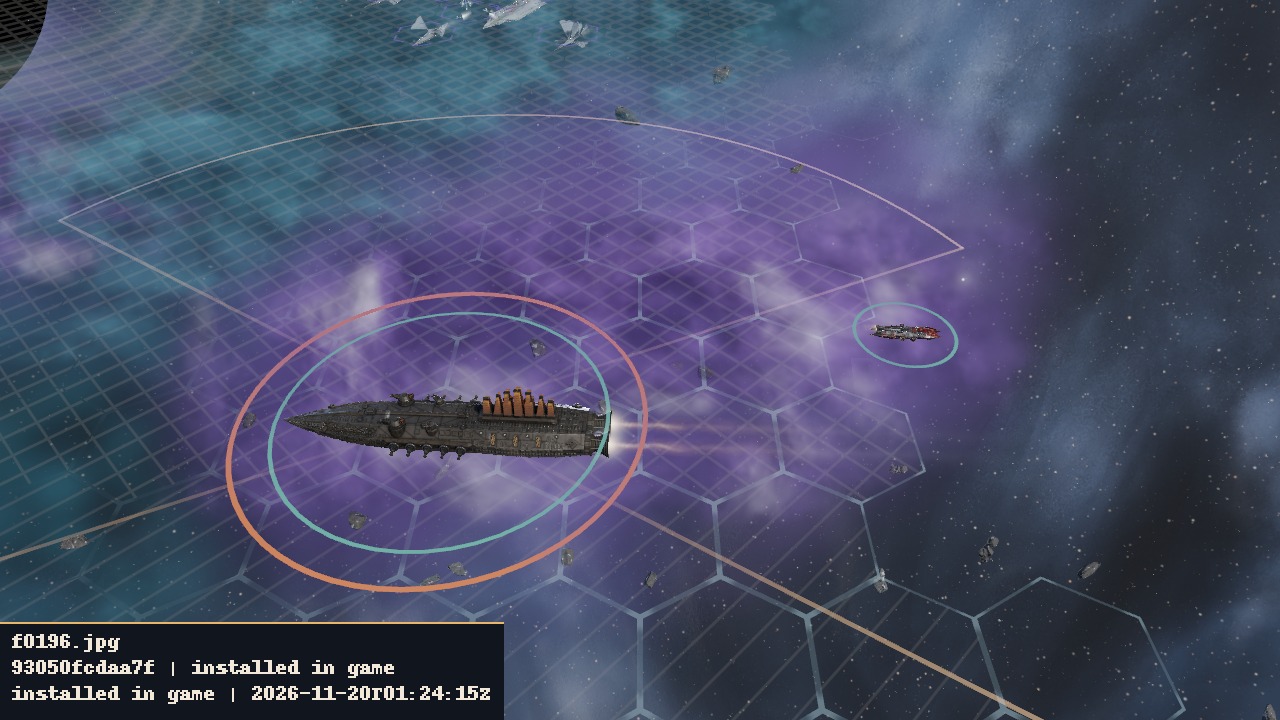 f0196.jpg
93050fcdaa7f | installed in game
installed in game | 2026-11-20T01:24:15Z